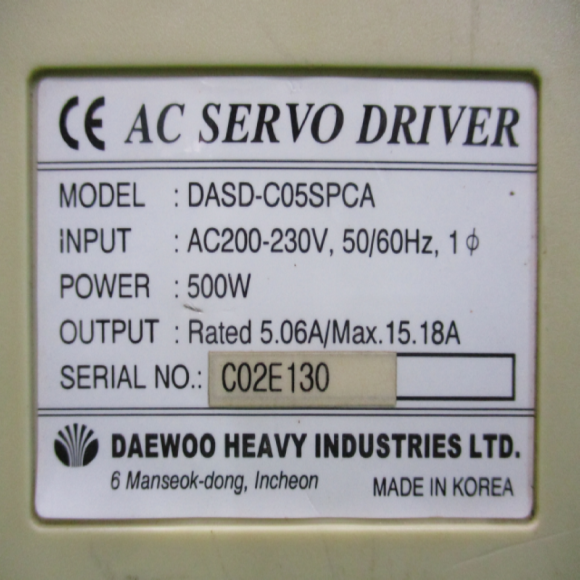 CE AC SERVO DRIVER
MODEL : DASD-C05SPCA
INPUT : AC200-230V, 50/60Hz, 1ϕ
POWER : 500W
OUTPUT : Rated 5.06A/Max.15.18A
SERIAL NO.: C02E130
DAEWOO HEAVY INDUSTRIES LTD.
6 Manseok-dong, Incheon MADE IN KOREA